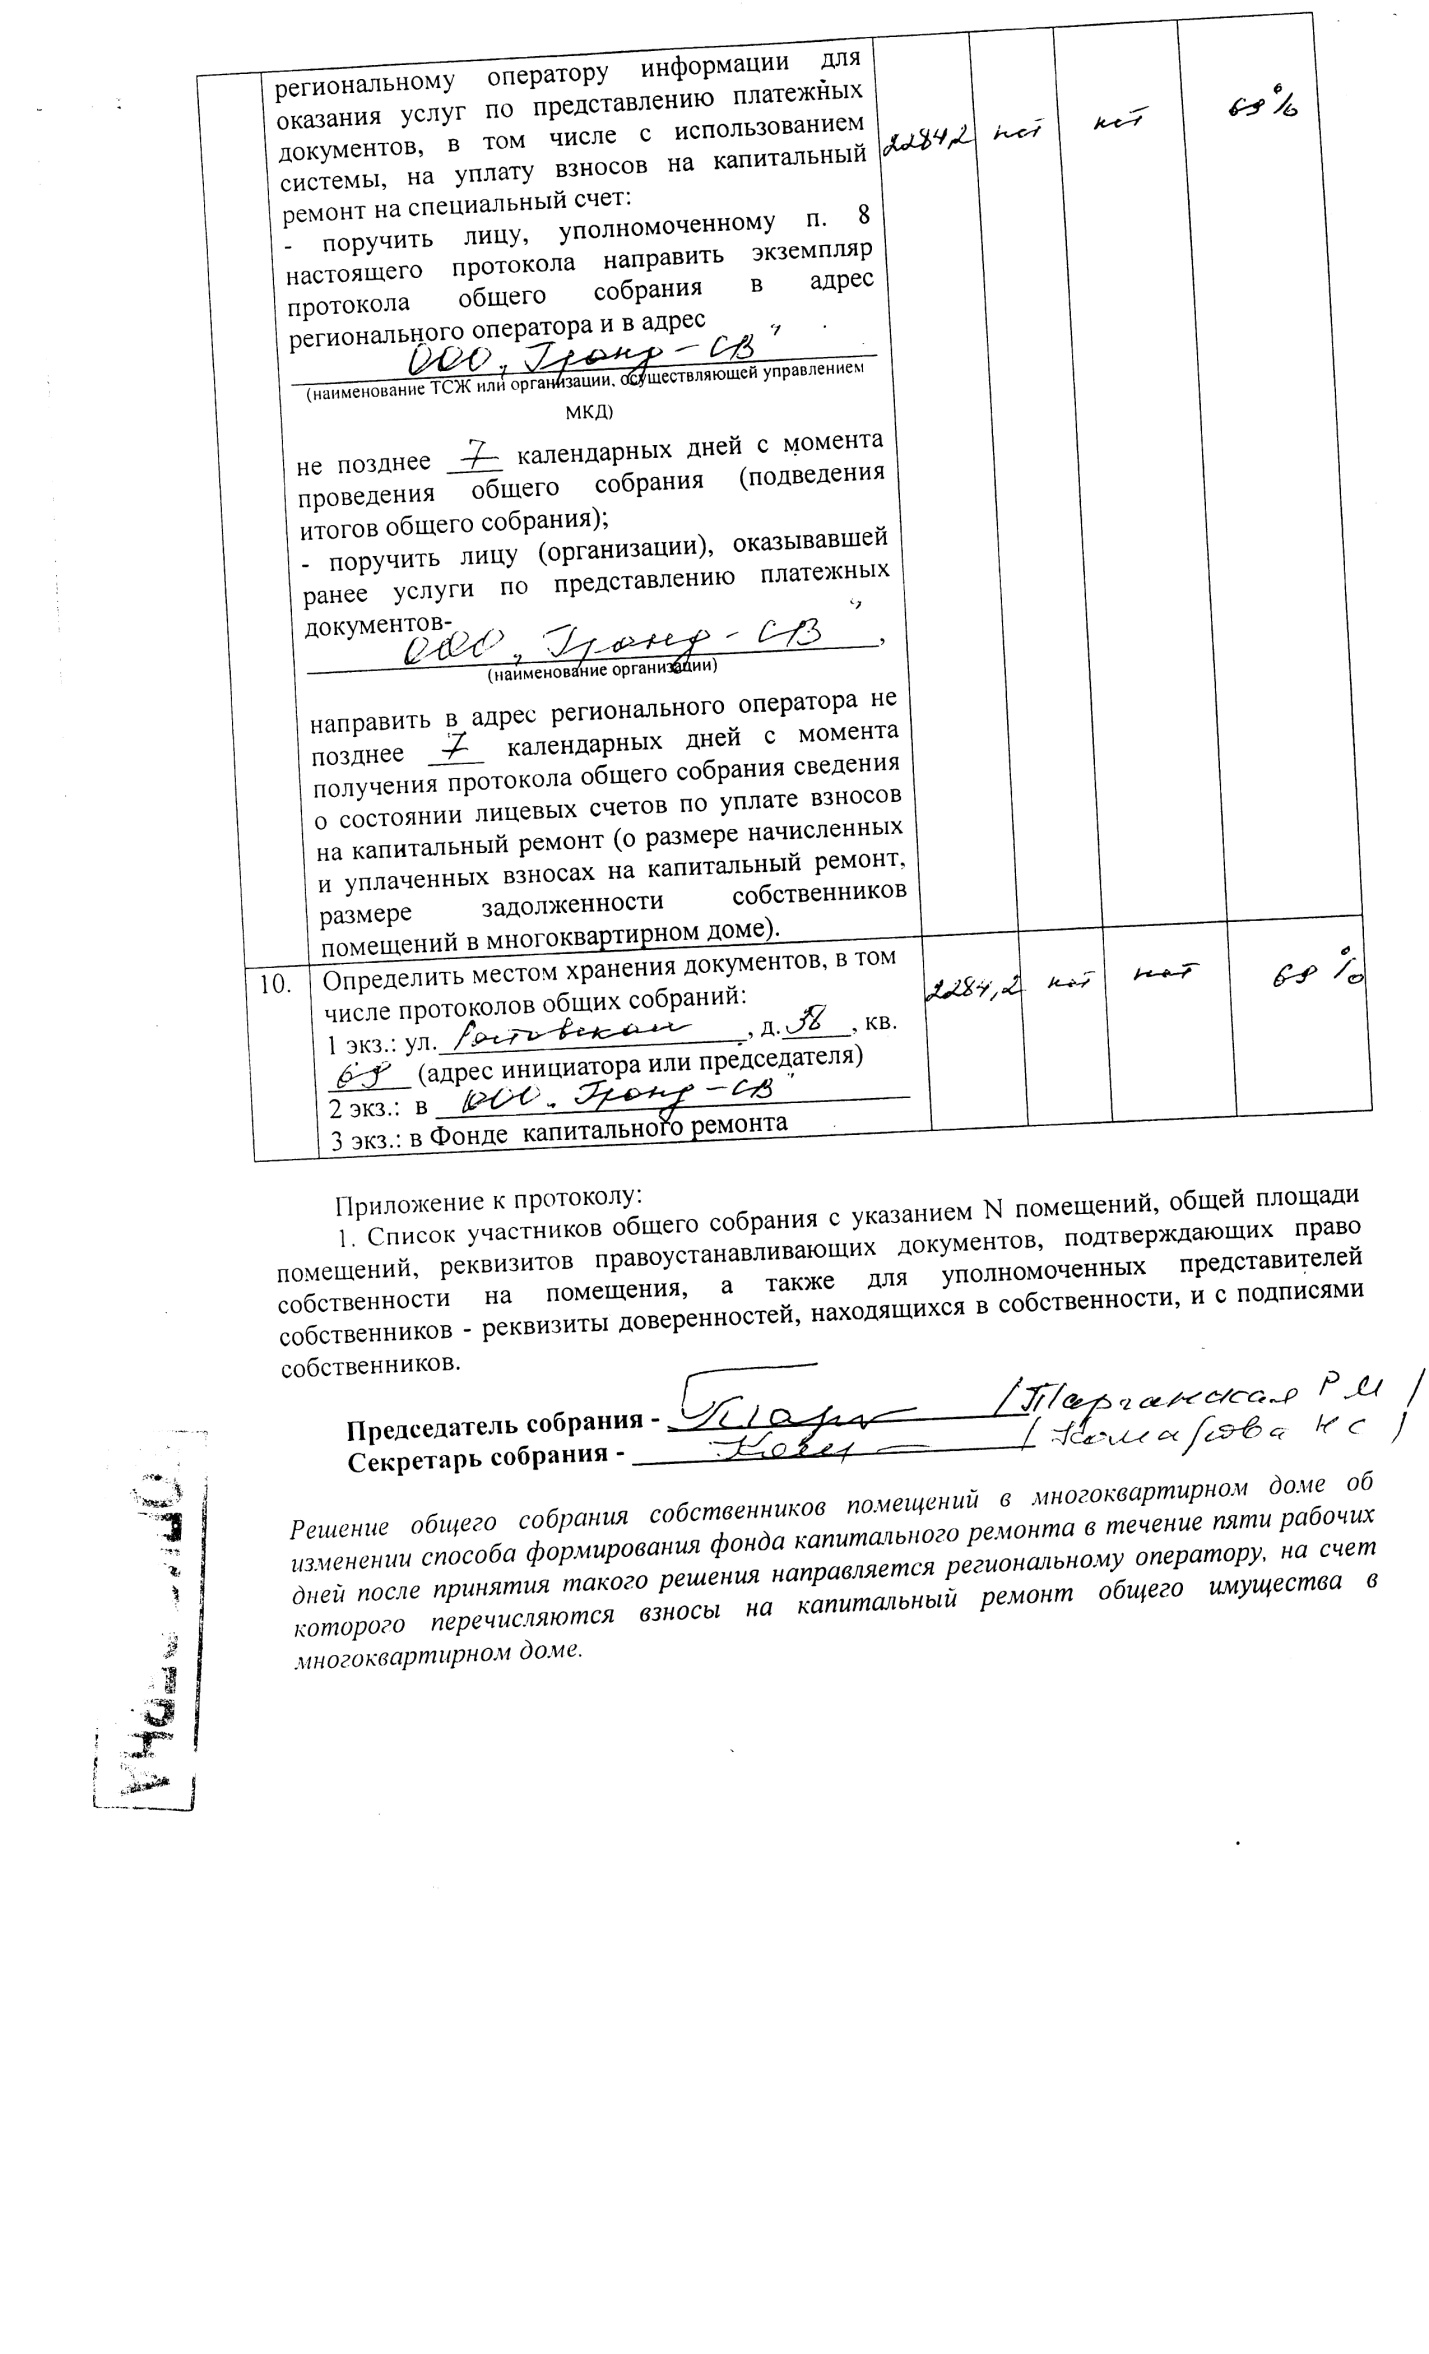 региональному оператору информации для
оказания услуг по представлению платежных
документов, в том числе с использованием
системы, на уплату взносов на капитальный
ремонт на специальный счет:
2284,2 нет нет 69 %
- поручить лицу, уполномоченному п. 8
настоящего протокола направить экземпляр
протокола общего собрания в адрес
регионального оператора и в адрес
ООО „Гранд-СВ"
(наименование ТСЖ или организации, осуществляющей управлением
МКД)
не позднее 7 календарных дней с момента
проведения общего собрания (подведения
итогов общего собрания);
- поручить лицу (организации), оказывавшей
ранее услуги по представлению платежных
документов-
ООО „Гранд-СВ",
(наименование организации)
направить в адрес регионального оператора не
позднее 7 календарных дней с момента
получения протокола общего собрания сведения
о состоянии лицевых счетов по уплате взносов
на капитальный ремонт (о размере начисленных
и уплаченных взносах на капитальный ремонт,
размере задолженности собственников
помещений в многоквартирном доме).
10. Определить местом хранения документов, в том
числе протоколов общих собраний:
2284,2 нет нет 69 %
1 экз.: ул. Ростовская, д. 58, кв.
69 (адрес инициатора или председателя)
2 экз.: в ООО „Гранд-СВ"
3 экз.: в Фонде капитального ремонта
Приложение к протоколу:
1. Список участников общего собрания с указанием N помещений, общей площади
помещений, реквизитов правоустанавливающих документов, подтверждающих право
собственности на помещения, а также для уполномоченных представителей
собственников - реквизиты доверенностей, находящихся в собственности, и с подписями
собственников.
Председатель собрания - /Тарганская Р М/
Секретарь собрания - /Комарова Н С/
Решение общего собрания собственников помещений в многоквартирном доме об
изменении способа формирования фонда капитального ремонта в течение пяти рабочих
дней после принятия такого решения направляется региональному оператору, на счет
которого перечисляются взносы на капитальный ремонт общего имущества в
многоквартирном доме.